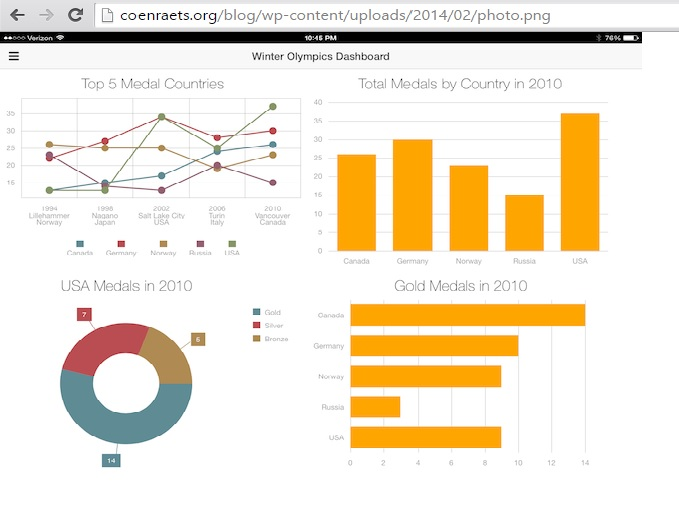 coenraets.org/blog/wp-content/uploads/2014/02/photo.png
Verizon 10:45 PM 76%
Winter Olympics Dashboard
Top 5 Medal Countries
35
30
25
20
15
1994 1998 2002 2006 2010
Lillehammer Nagano Salt Lake City Turin Vancouver
Norway Japan USA Italy Canada
Canada Germany Norway Russia USA
Total Medals by Country in 2010
40
35
30
25
20
15
10
5
0
Canada Germany Norway Russia USA
USA Medals in 2010
Gold
Silver
Bronze
7
6
14
Gold Medals in 2010
Canada
Germany
Norway
Russia
USA
0 2 4 6 8 10 12 14